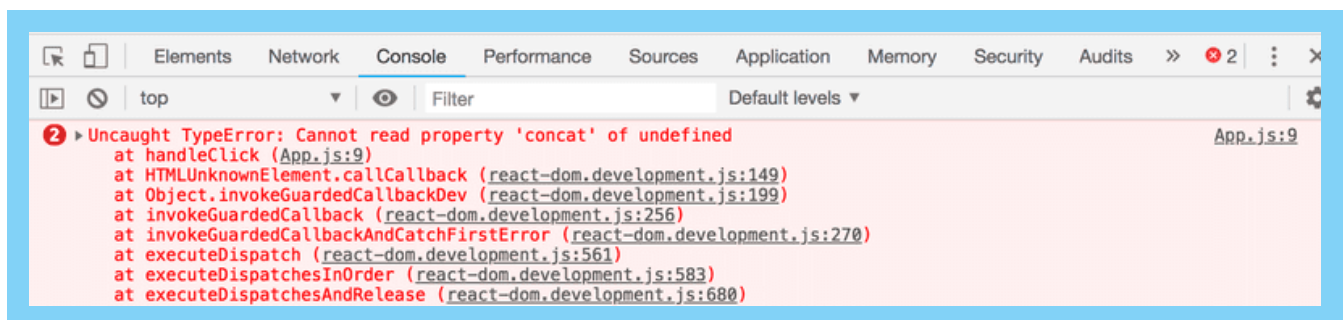 Elements Network Console Performance Sources Application Memory Security Audits » 2
top ▼ Filter Default levels ▼
2 ▸Uncaught TypeError: Cannot read property 'concat' of undefined App.js:9
at handleClick (App.js:9)
at HTMLUnknownElement.callCallback (react-dom.development.js:149)
at Object.invokeGuardedCallbackDev (react-dom.development.js:199)
at invokeGuardedCallback (react-dom.development.js:256)
at invokeGuardedCallbackAndCatchFirstError (react-dom.development.js:270)
at executeDispatch (react-dom.development.js:561)
at executeDispatchesInOrder (react-dom.development.js:583)
at executeDispatchesAndRelease (react-dom.development.js:680)